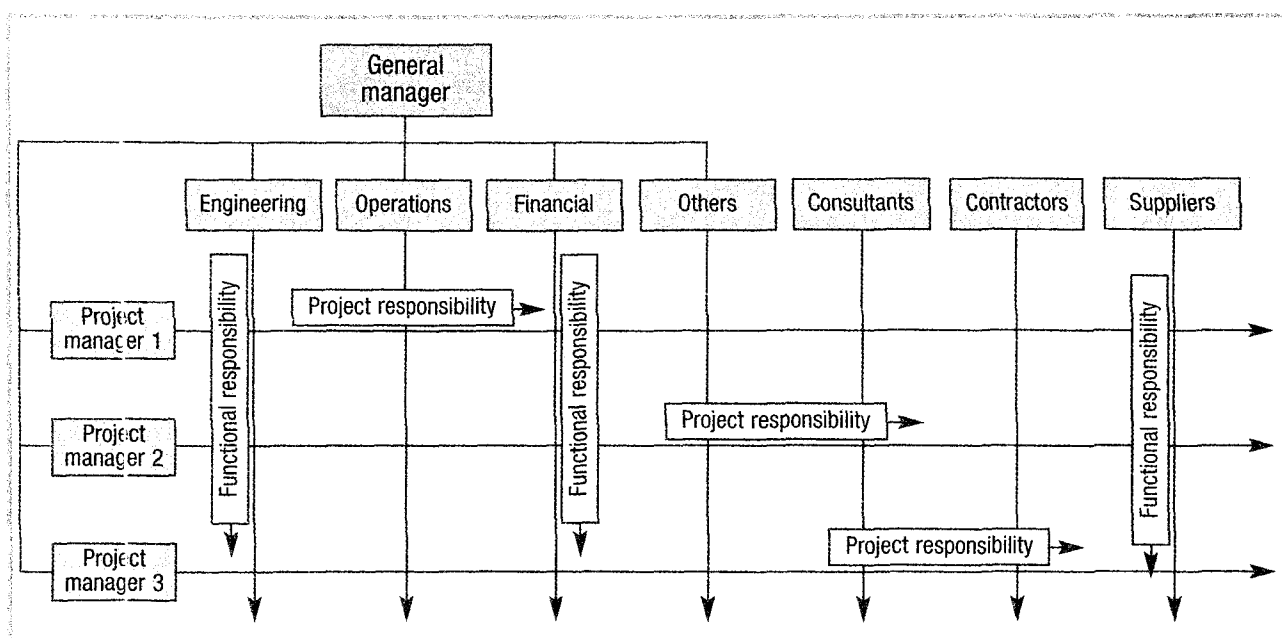 General
manager
Engineering
Operations
Financial
Others
Consultants
Contractors
Suppliers
Project
manager 1
Project
manager 2
Project
manager 3
Functional responsibility
Project responsibility
Functional responsibility
Project responsibility
Project responsibility
Functional responsibility